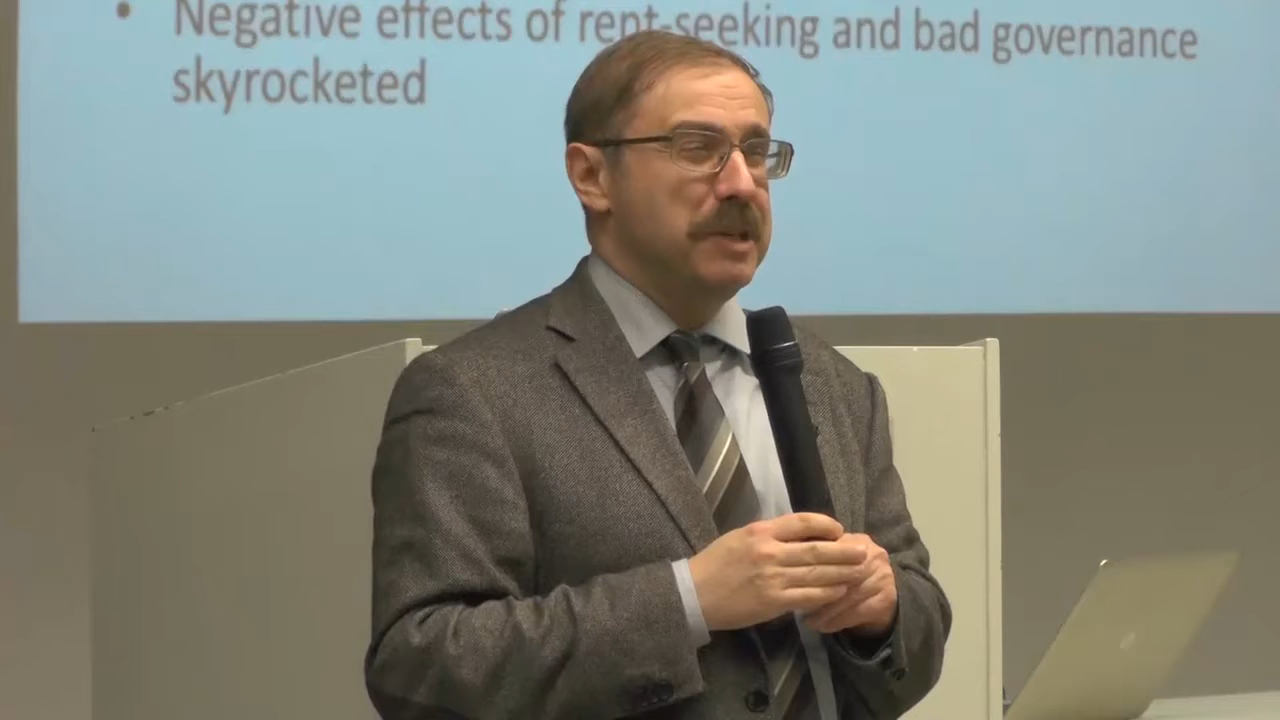 • Negative effects of rent-seeking and bad governance
skyrocketed